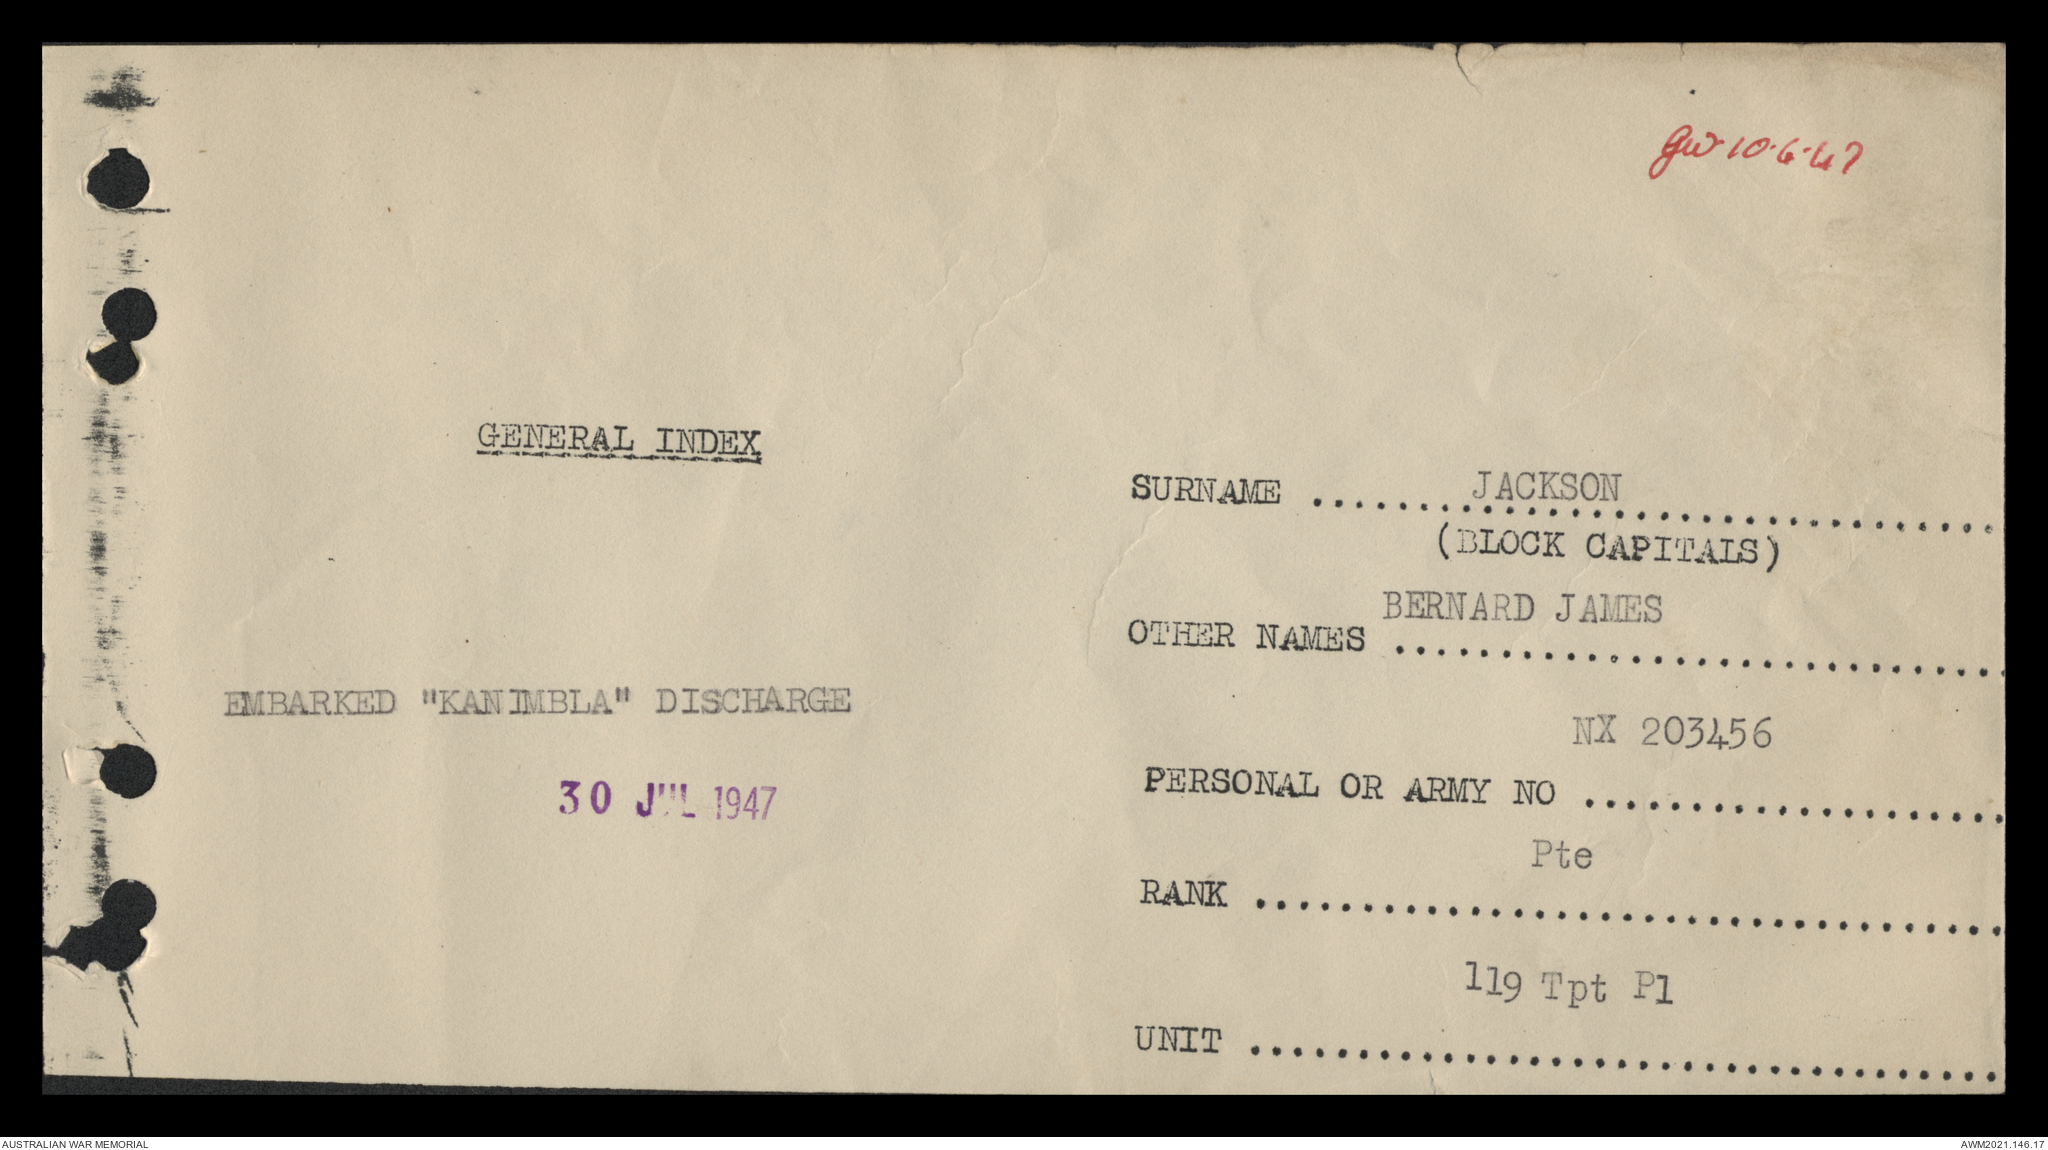 gw. 10.6.47
GENERAL INDEX
SURNAME .......... JACKSON ..........
(BLOCK CAPITALS)
OTHER NAMES BERNARD JAMES ..........
EMBARKED "KANIMBLA" DISCHARGE
30 JUL 1947
NX 203456
PERSONAL OR ARMY NO ..........
Pte
RANK ..........
119 Tpt Pl
UNIT ..........
AUSTRALIAN WAR MEMORIAL
AWM2021.146.17